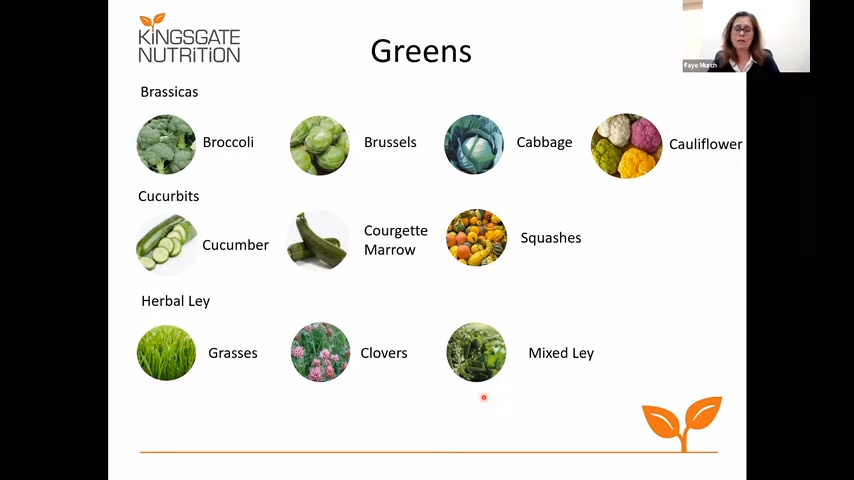 KiNGSGATE
NUTRiTiON
Greens
Faye Murch
Brassicas
Broccoli
Brussels
Cabbage
Cauliflower
Cucurbits
Cucumber
Courgette
Marrow
Squashes
Herbal Ley
Grasses
Clovers
Mixed Ley